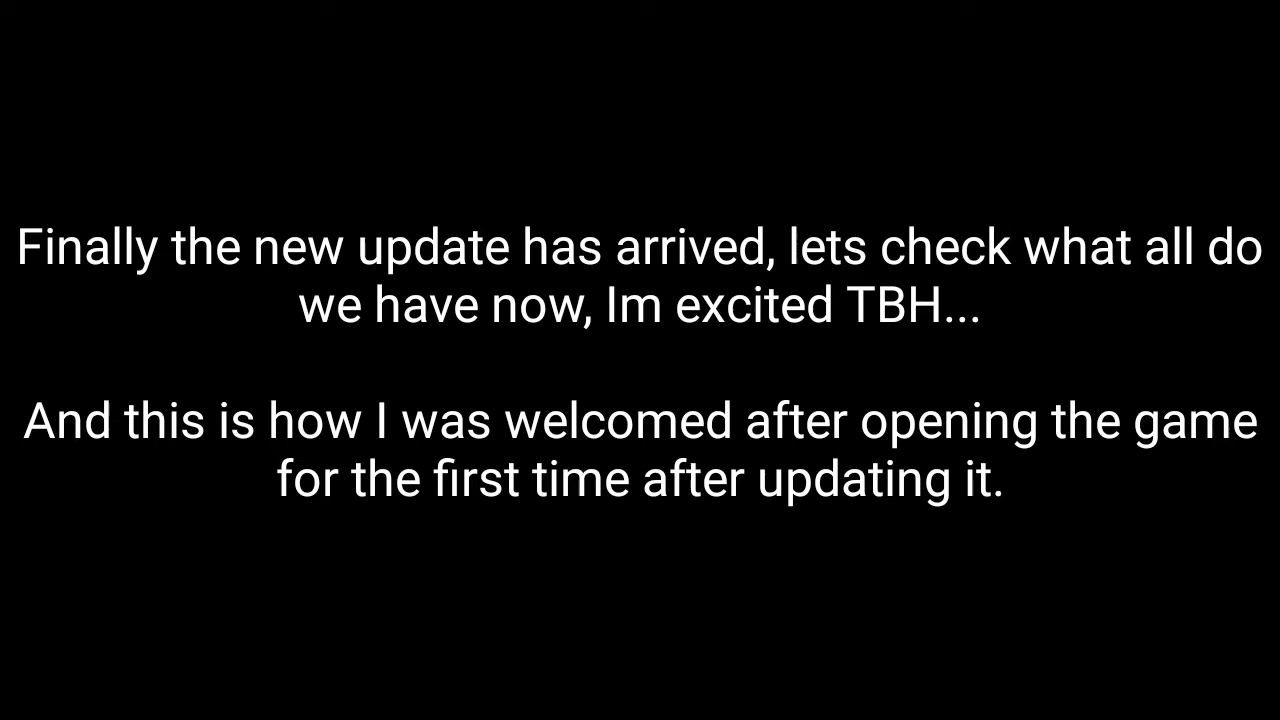 Finally the new update has arrived, lets check what all do
we have now, Im excited TBH...
And this is how I was welcomed after opening the game
for the first time after updating it.